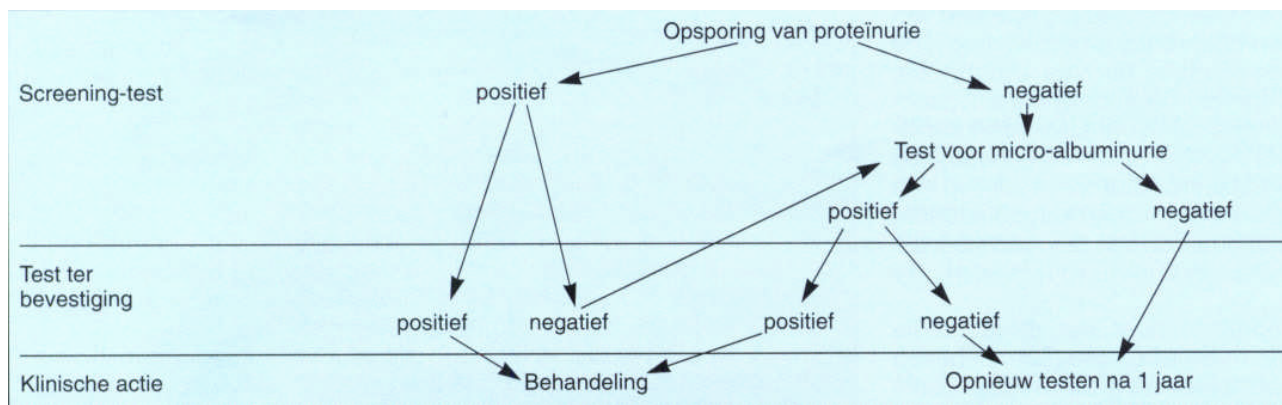 Opsporing van proteïnurie
Screening-test
positief
negatief
Test voor micro-albuminurie
positief
negatief
Test ter
bevestiging
positief
negatief
positief
negatief
Klinische actie
Behandeling
Opnieuw testen na 1 jaar